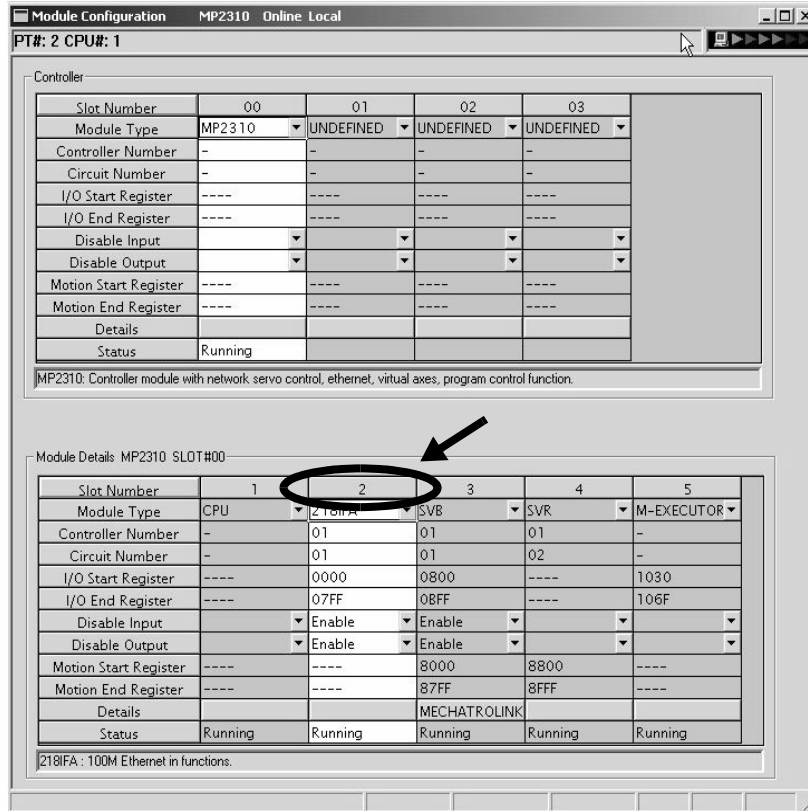 Module Configuration MP2310 Online Local
PT#: 2 CPU#: 1
Controller
Slot Number 00 01 02 03
Module Type MP2310 UNDEFINED UNDEFINED UNDEFINED
Controller Number - - - -
Circuit Number - - - -
I/O Start Register ---- ---- ---- ----
I/O End Register ---- ---- ---- ----
Disable Input
Disable Output
Motion Start Register ---- ---- ---- ----
Motion End Register ---- ---- ---- ----
Details
Status Running
MP2310: Controller module with network servo control, ethernet, virtual axes, program control function.
Module Details MP2310 SLOT#00
Slot Number 1 2 3 4 5
Module Type CPU 218IFA SVB SVR M-EXECUTOR
Controller Number - 01 01 01 -
Circuit Number - 01 01 02 -
I/O Start Register ---- 0000 0800 ---- 1030
I/O End Register ---- 07FF 0BFF ---- 106F
Disable Input Enable Enable
Disable Output Enable Enable
Motion Start Register ---- ---- 8000 8800 ----
Motion End Register ---- ---- 87FF 8FFF ----
Details MECHATROLINK
Status Running Running Running Running Running
218IFA : 100M Ethernet in functions.